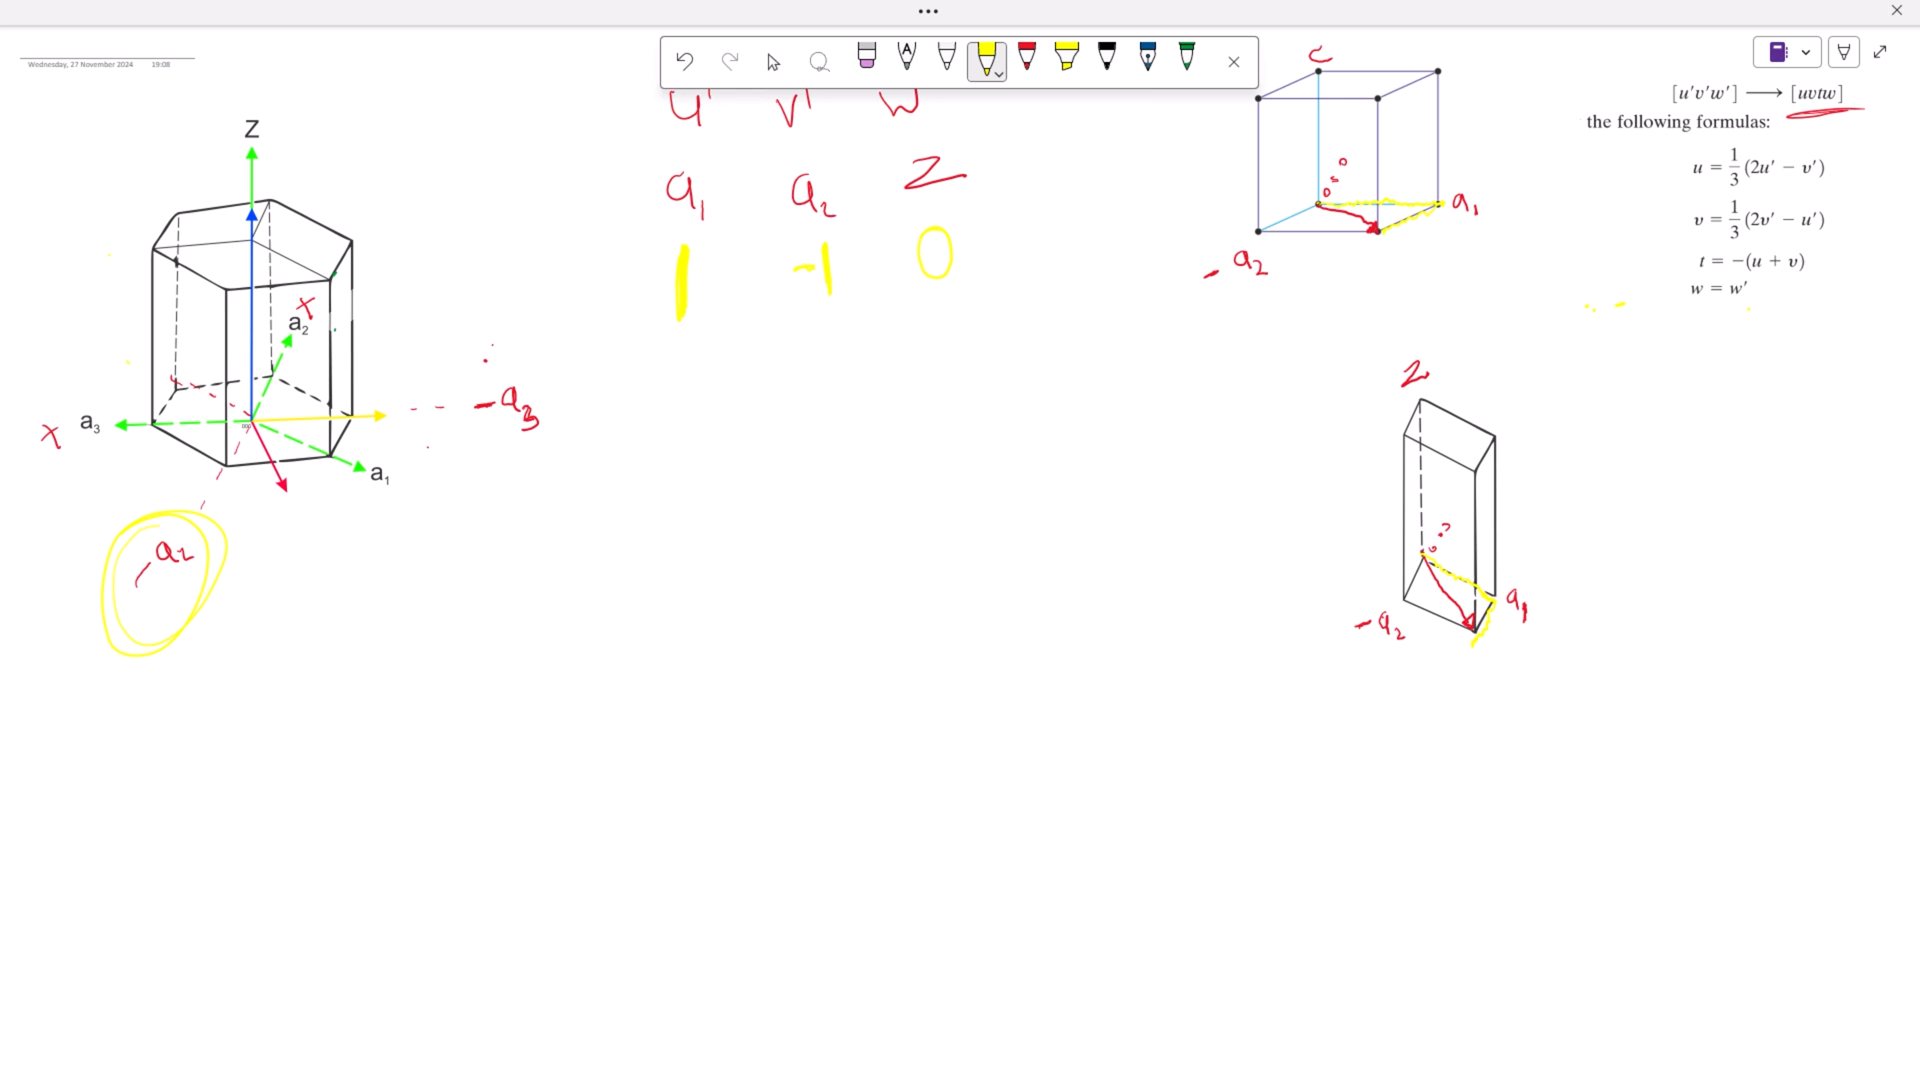 Wednesday, 27 November 2024 19:08
A
c
u' v' w
[u'v'w'] ⟶ [uvtw]
the following formulas:
Z
a1 a2 Z
u = 1/3 (2u' − v')
a1
v = 1/3 (2v' − u')
1 -1 0
- a2
t = −(u + v)
w = w'
x
a2
Z
- a3
x a3
000
a1
- a2
a1
- a2